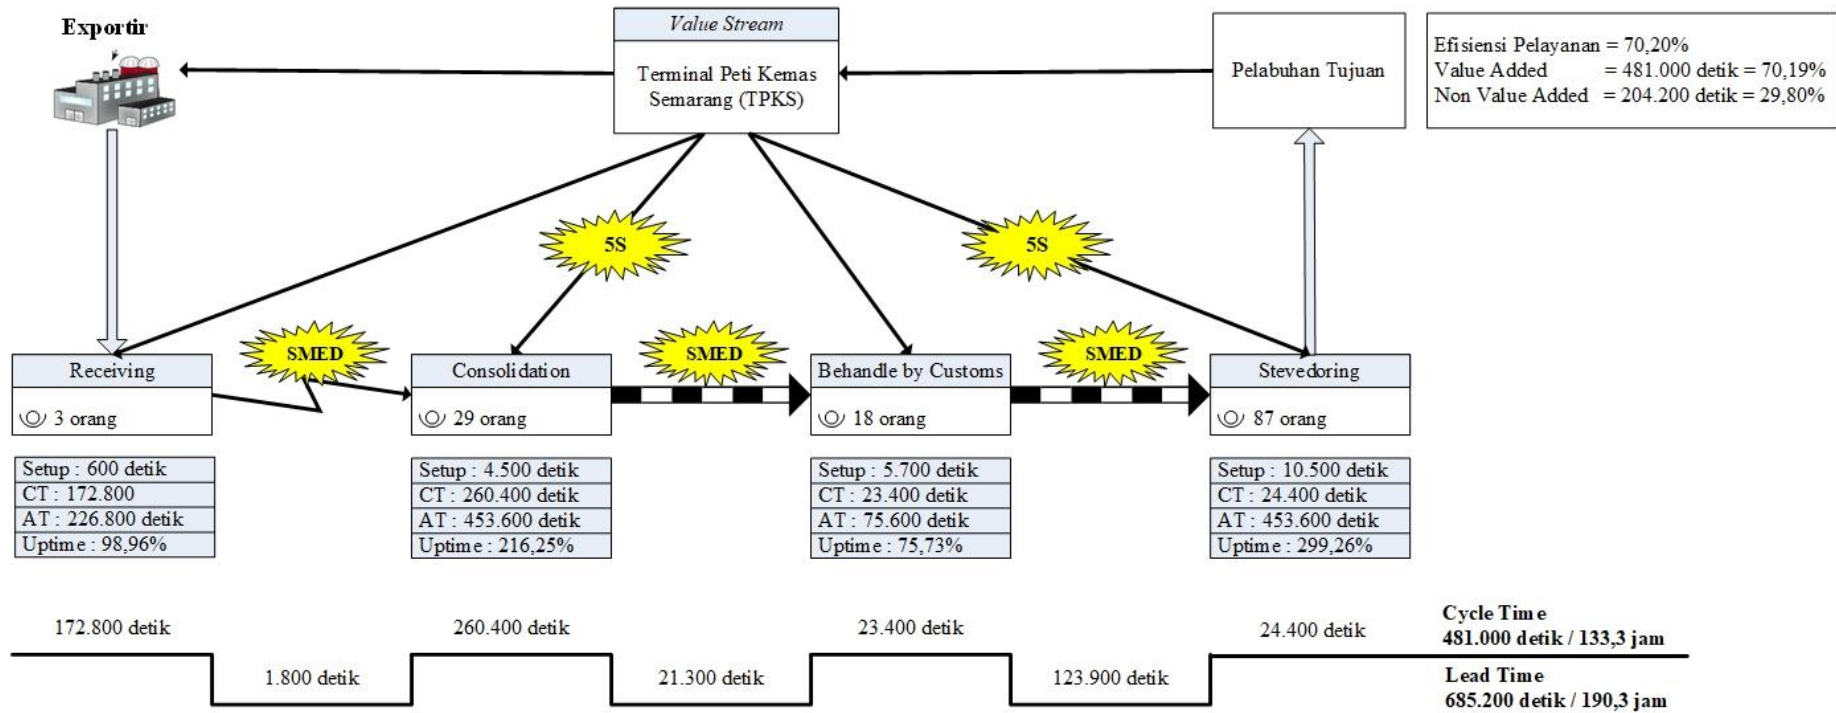 Exportir
Value Stream
Terminal Peti Kemas
Semarang (TPKS)
Pelabuhan Tujuan
Efisiensi Pelayanan = 70,20%
Value Added = 481.000 detik = 70,19%
Non Value Added = 204.200 detik = 29,80%
5S
5S
SMED
SMED
SMED
Receiving
3 orang
Consolidation
29 orang
Behandle by Customs
18 orang
Stevedoring
87 orang
Setup : 600 detik
CT : 172.800
AT : 226.800 detik
Uptime : 98,96%
Setup : 4.500 detik
CT : 260.400 detik
AT : 453.600 detik
Uptime : 216,25%
Setup : 5.700 detik
CT : 23.400 detik
AT : 75.600 detik
Uptime : 75,73%
Setup : 10.500 detik
CT : 24.400 detik
AT : 453.600 detik
Uptime : 299,26%
172.800 detik
1.800 detik
260.400 detik
21.300 detik
23.400 detik
123.900 detik
24.400 detik
Cycle Time
481.000 detik / 133,3 jam
Lead Time
685.200 detik / 190,3 jam